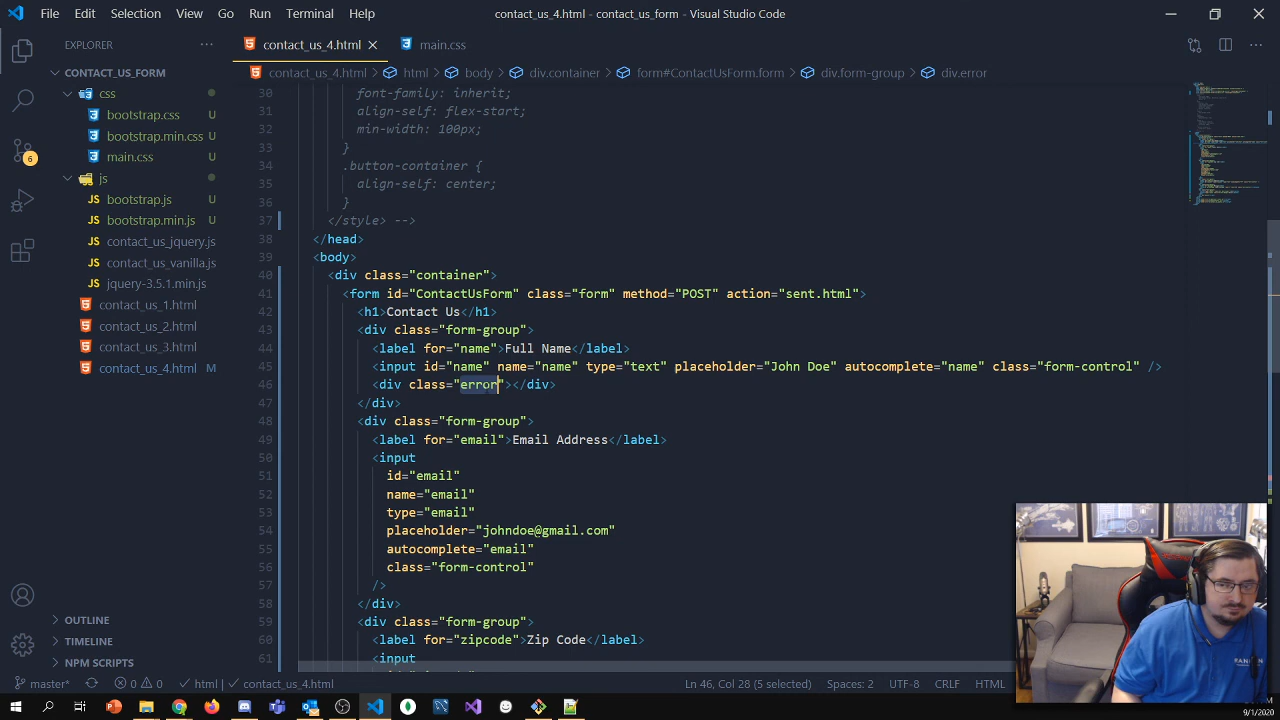 File Edit Selection View Go Run Terminal Help
contact_us_4.html - contact_us_form - Visual Studio Code
EXPLORER
contact_us_4.html
main.css
contact_us_4.html > html > body > div.container > form#ContactUsForm.form > div.form-group > div.error
CONTACT_US_FORM
css
bootstrap.css U
bootstrap.min.css U
main.css U
js
bootstrap.js U
bootstrap.min.js U
JS contact_us_jquery.js
JS contact_us_vanilla.js
JS jquery-3.5.1.min.js
contact_us_1.html
contact_us_2.html
contact_us_3.html
contact_us_4.html M
6
OUTLINE
TIMELINE
NPM SCRIPTS
30 font-family: inherit;
31 align-self: flex-start;
32 min-width: 100px;
33 }
34 .button-container {
35 align-self: center;
36 }
37 </style> -->
38 </head>
39 <body>
40 <div class="container">
41 <form id="ContactUsForm" class="form" method="POST" action="sent.html">
42 <h1>Contact Us</h1>
43 <div class="form-group">
44 <label for="name">Full Name</label>
45 <input id="name" name="name" type="text" placeholder="John Doe" autocomplete="name" class="form-control" />
46 <div class="error"></div>
47 </div>
48 <div class="form-group">
49 <label for="email">Email Address</label>
50 <input
51 id="email"
52 name="email"
53 type="email"
54 placeholder="johndoe@gmail.com"
55 autocomplete="email"
56 class="form-control"
57 />
58 </div>
59 <div class="form-group">
60 <label for="zipcode">Zip Code</label>
61 <input
master* 0 0 html contact_us_4.html
Ln 46, Col 28 (5 selected) Spaces: 2 UTF-8 CRLF HTML
9/1/2020